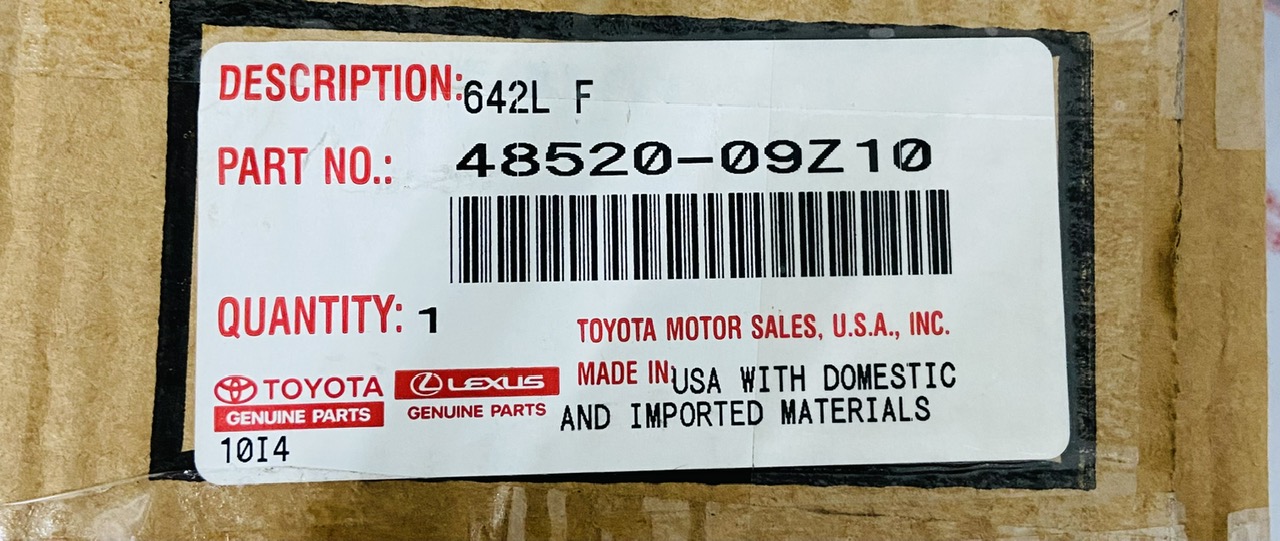 DESCRIPTION: 642L F
PART NO.: 48520-09Z10
QUANTITY: 1
TOYOTA MOTOR SALES, U.S.A., INC.
MADE IN USA WITH DOMESTIC
AND IMPORTED MATERIALS
TOYOTA
GENUINE PARTS
LEXUS
GENUINE PARTS
10I4